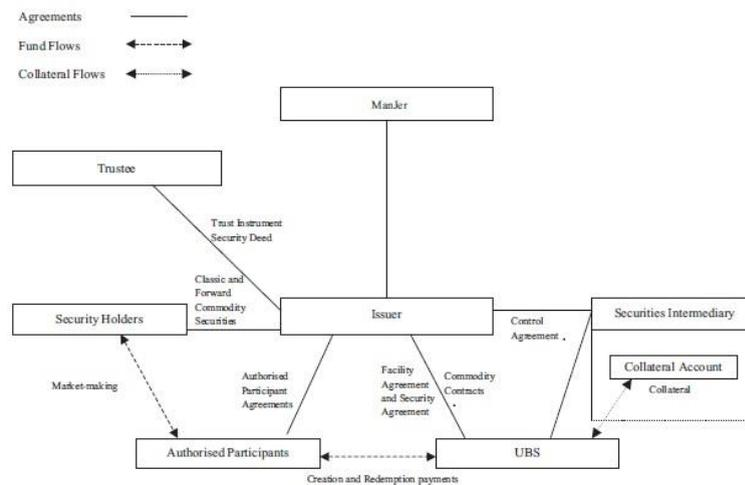 Agreements
Fund Flows
Collateral Flows
ManJer
Trustee
Trust Instrument
Security Deed
Classic and
Forward
Commodity
Securities
Security Holders
Issuer
Securities Intermediary
Control
Agreement
Collateral Account
Collateral
Market-making
Authorised
Participant
Agreements
Facility
Agreement
and Security
Agreement
Commodity
Contracts
Authorised Participants
UBS
Creation and Redemption payments